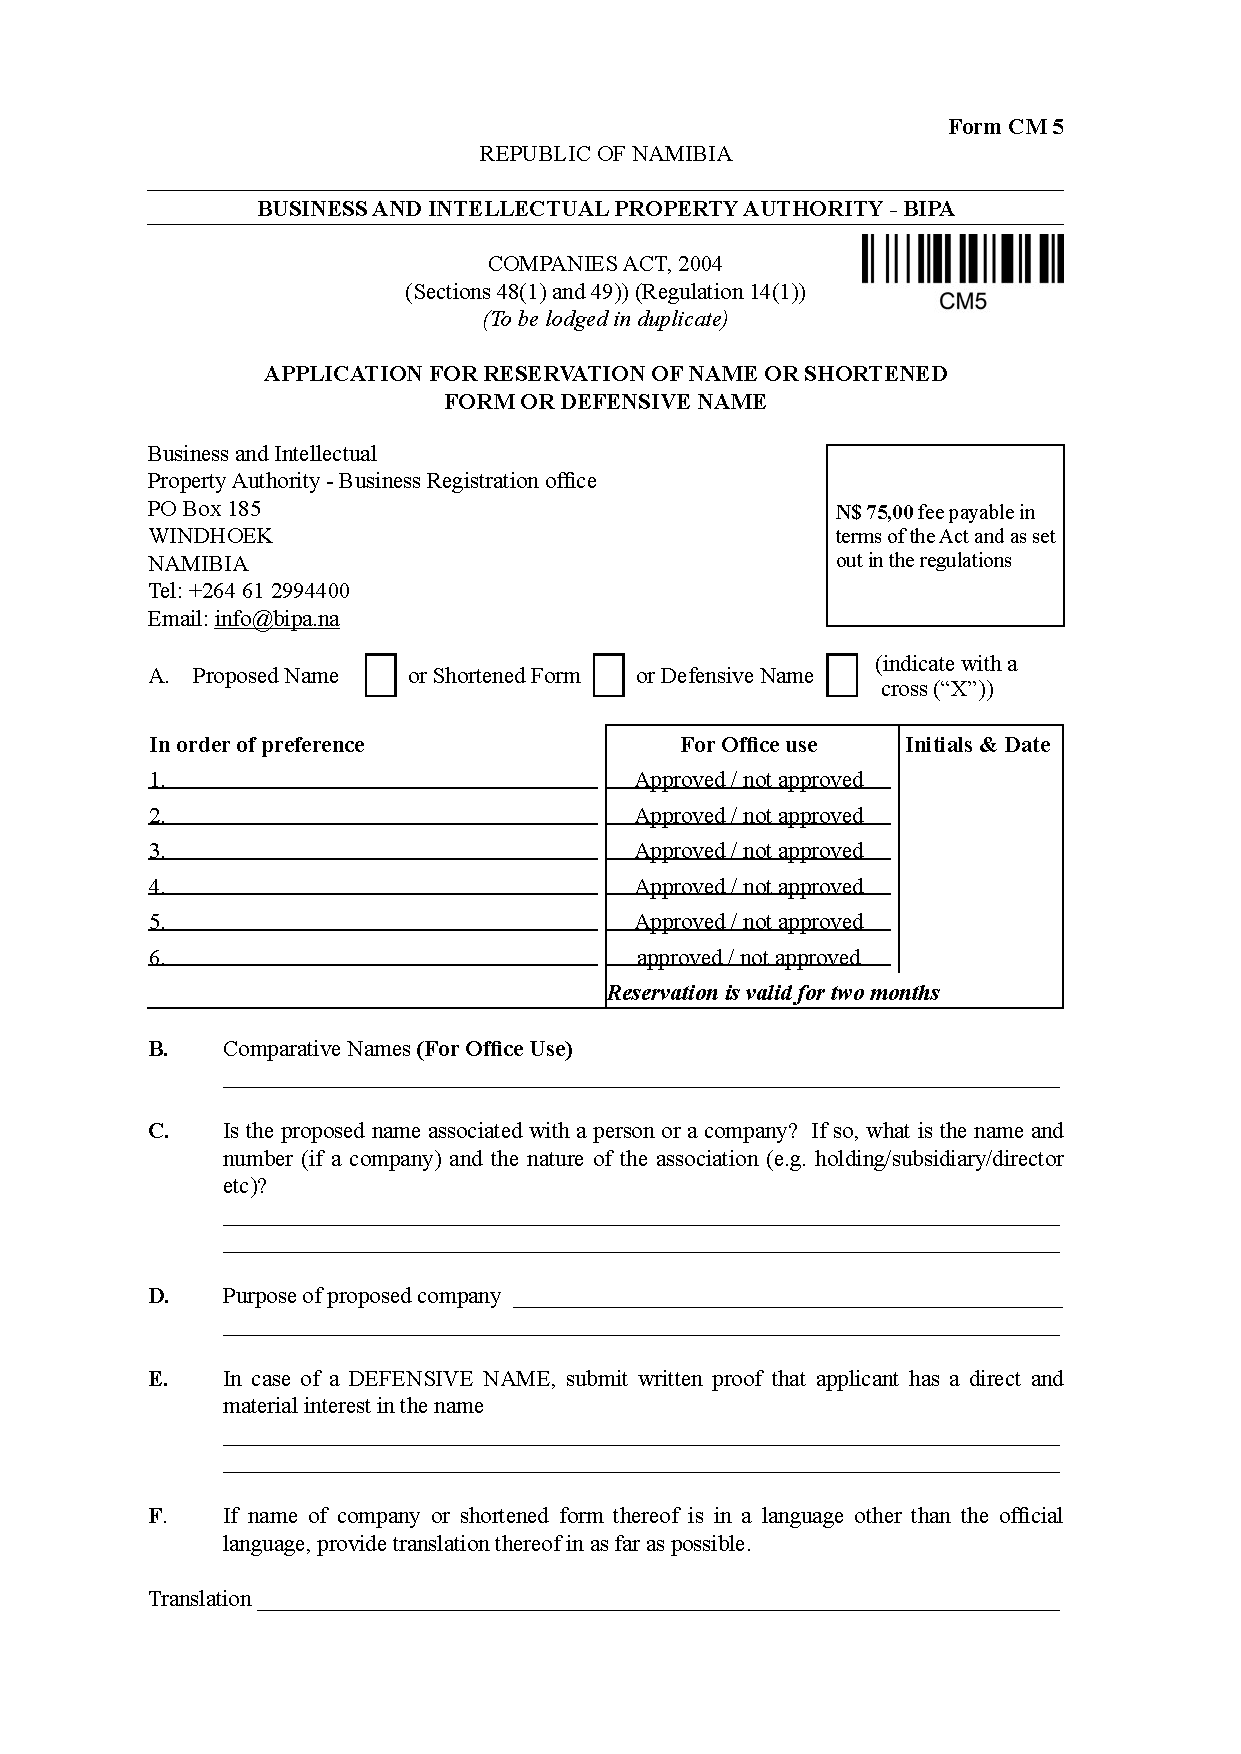 Form CM 5
REPUBLIC OF NAMIBIA
BUSINESS AND INTELLECTUAL PROPERTY AUTHORITY - BIPA
COMPANIES ACT, 2004
(Sections 48(1) and 49)) (Regulation 14(1))
(To be lodged in duplicate)
CM5
APPLICATION FOR RESERVATION OF NAME OR SHORTENED
FORM OR DEFENSIVE NAME
Business and Intellectual
Property Authority - Business Registration office
PO Box 185
WINDHOEK
NAMIBIA
Tel: +264 61 2994400
Email: info@bipa.na
N$ 75,00 fee payable in
terms of the Act and as set
out in the regulations
A. Proposed Name or Shortened Form or Defensive Name (indicate with a
cross (“X”))
In order of preference For Office use Initials & Date
1. Approved / not approved
2. Approved / not approved
3. Approved / not approved
4. Approved / not approved
5. Approved / not approved
6. approved / not approved
Reservation is valid for two months
B. Comparative Names (For Office Use)
C. Is the proposed name associated with a person or a company? If so, what is the name and
number (if a company) and the nature of the association (e.g. holding/subsidiary/director
etc)?
D. Purpose of proposed company
E. In case of a DEFENSIVE NAME, submit written proof that applicant has a direct and
material interest in the name
F. If name of company or shortened form thereof is in a language other than the official
language, provide translation thereof in as far as possible.
Translation